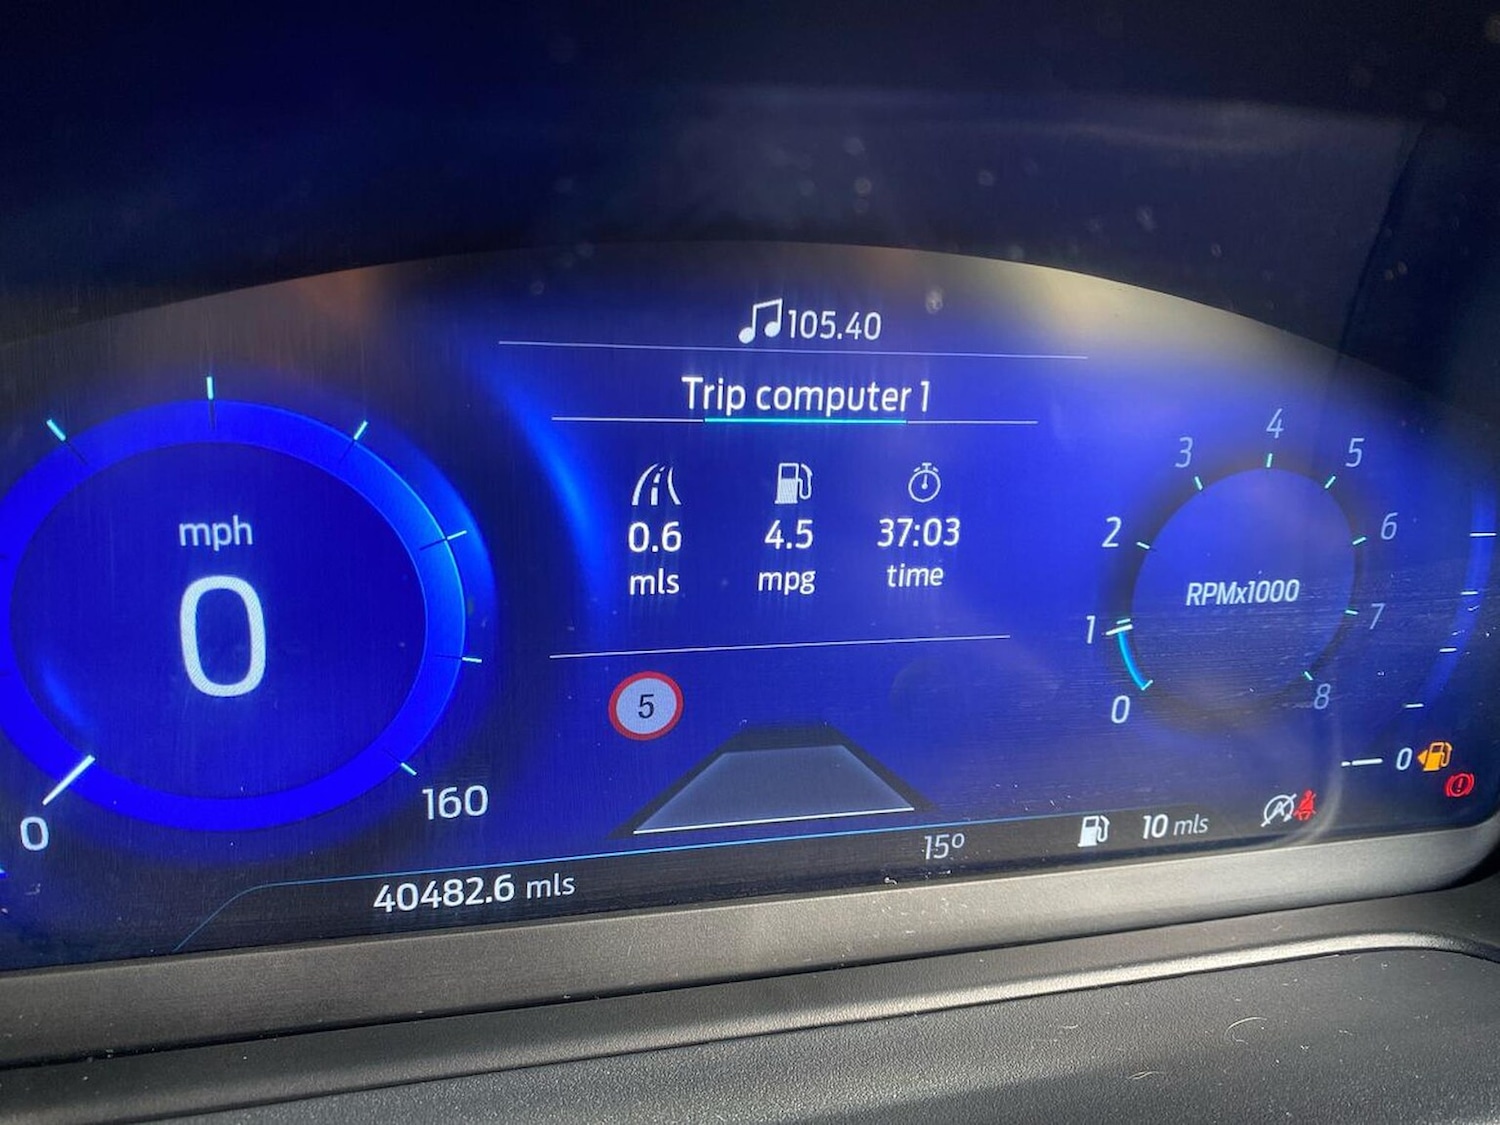 105.40
Trip computer 1
0.6 4.5 37:03
mls mpg time
mph
0
0
160
5
0 1 2 3 4 5 6 7 8
RPMx1000
0
40482.6 mls
15º
10 mls